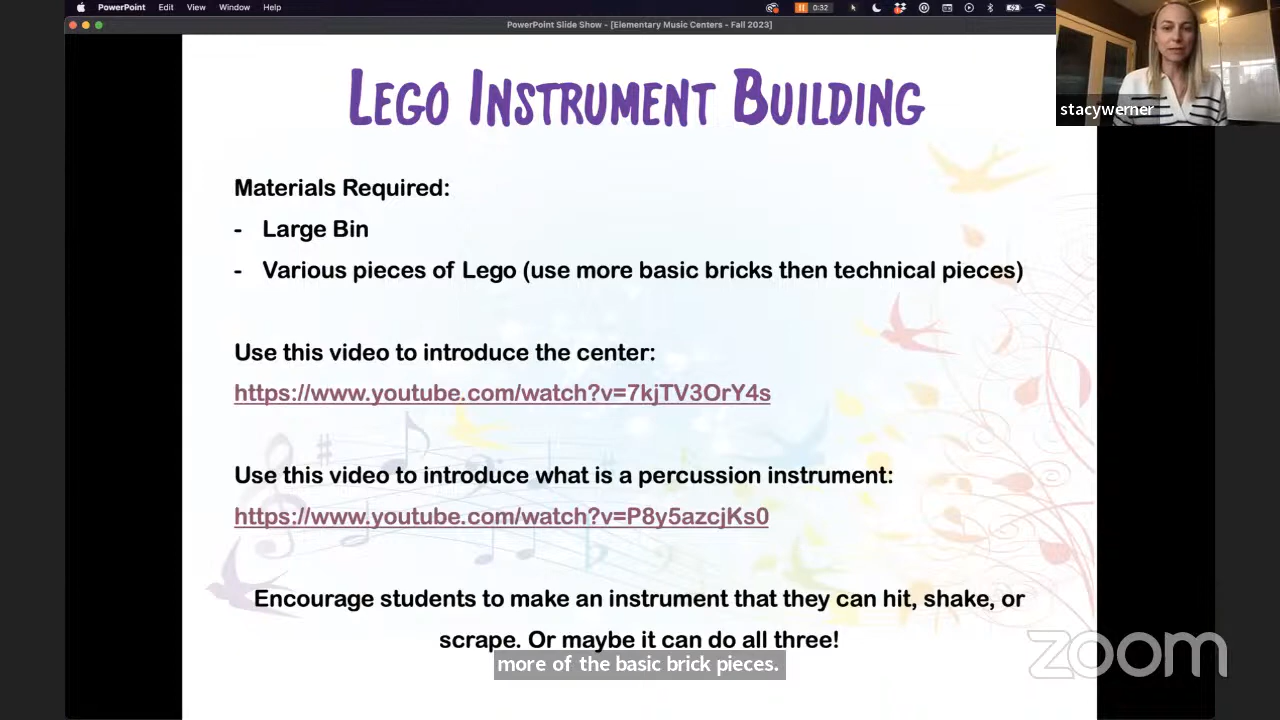 PowerPoint Edit View Window Help 0:32
PowerPoint Slide Show - [Elementary Music Centers - Fall 2023]
stacywerner
Lego Instrument Building
Materials Required:
- Large Bin
- Various pieces of Lego (use more basic bricks then technical pieces)
Use this video to introduce the center:
https://www.youtube.com/watch?v=7kjTV3OrY4s
Use this video to introduce what is a percussion instrument:
https://www.youtube.com/watch?v=P8y5azcjKs0
Encourage students to make an instrument that they can hit, shake, or
scrape. Or maybe it can do all three!
more of the basic brick pieces.
zoom